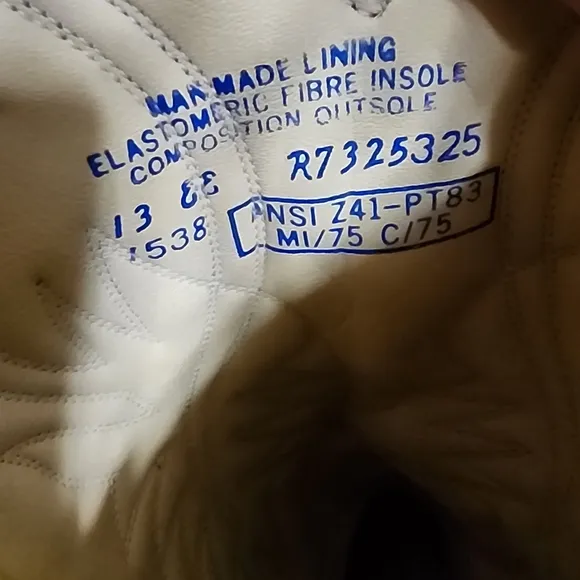 MAN MADE LINING
ELASTOMERIC FIBRE INSOLE
COMPOSITION OUTSOLE
13 EE R7325325
1538
ANSI Z41-PT83
MI/75 C/75